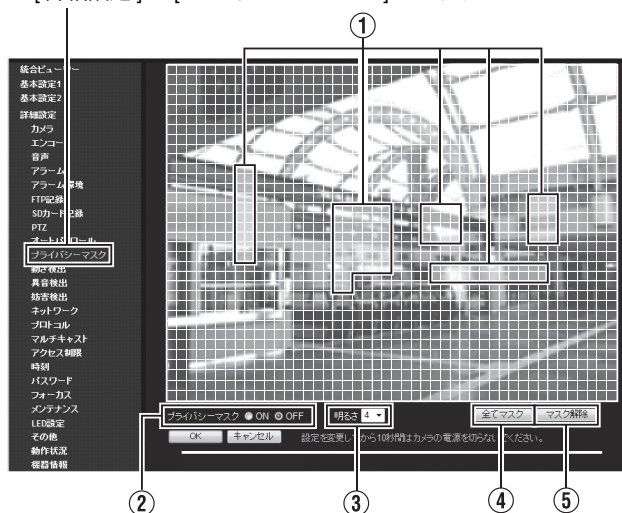 ①
統合ビューワー
基本設定1
基本設定2
詳細設定
カメラ
エンコー
音声
アラーム
アラーム 環境
FTP記録
SDカード記録
PTZ
オートパトロール
プライバシーマスク
動き検出
異音検出
妨害検出
ネットワーク
プロトコル
マルチキャスト
アクセス制限
時刻
パスワード
フォーカス
メンテナンス
LED設定
その他
動作状況
機器情報
プライバシーマスク ON OFF
明るさ 4
全てマスク
マスク解除
OK
キャンセル
設定を変更してから10秒間はカメラの電源を切らないでください。
②
③
④
⑤